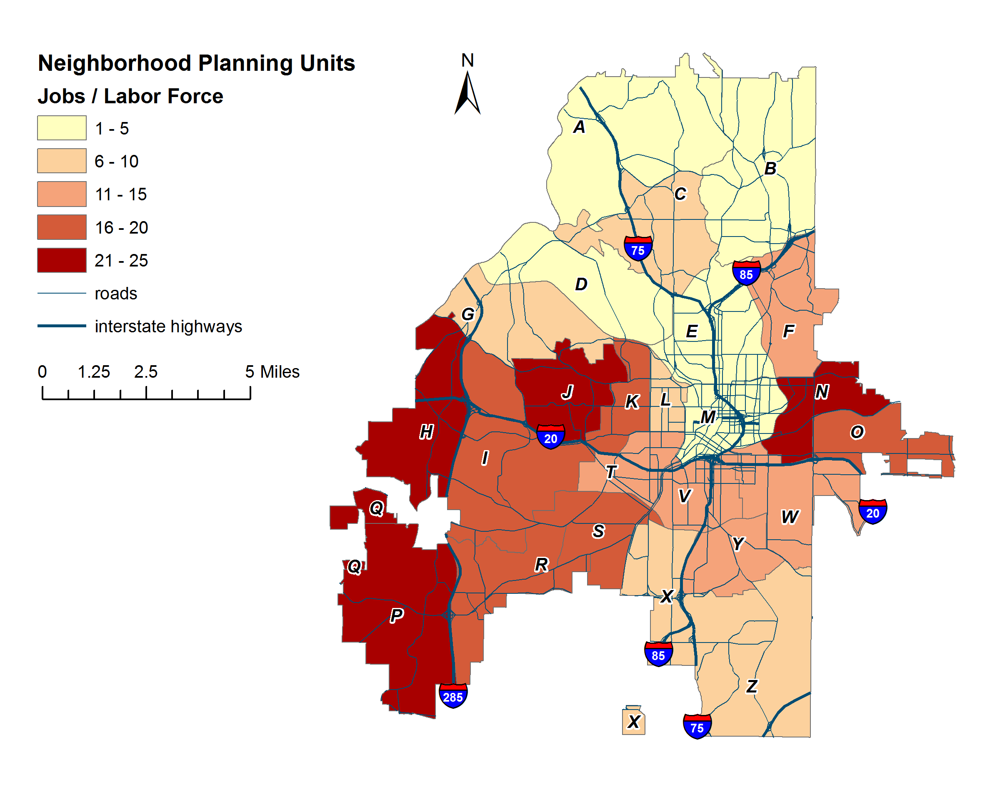 Neighborhood Planning Units
Jobs / Labor Force
1 - 5
6 - 10
11 - 15
16 - 20
21 - 25
roads
interstate highways
0 1.25 2.5 5 Miles
N
A
B
C
75
85
D
G
E
F
J
K
L
N
M
H
20
O
I
T
V
Q
W
20
S
Y
R
Q
X
P
85
Z
285
X
75